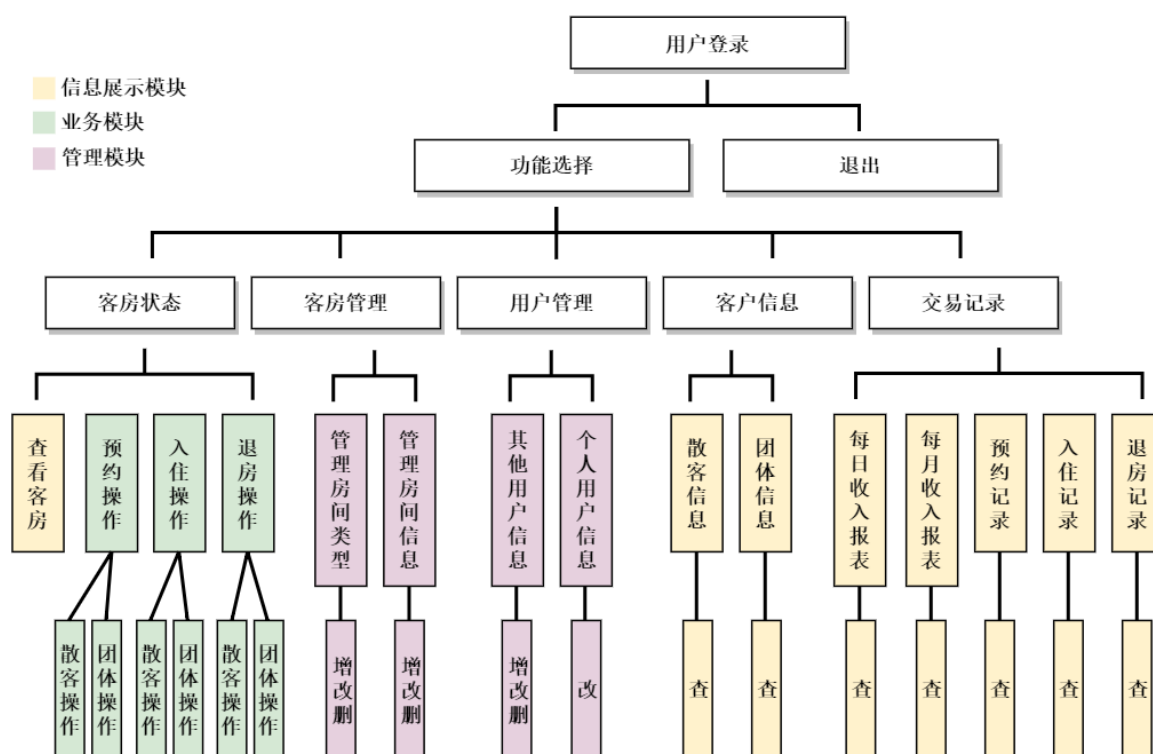 用户登录
信息展示模块
业务模块
管理模块
功能选择
退出
客房状态
客房管理
用户管理
客户信息
交易记录
查看客房
预约操作
入住操作
退房操作
管理房间类型
管理房间信息
其他用户信息
个人用户信息
散客信息
团体信息
每日收入报表
每月收入报表
预约记录
入住记录
退房记录
散客操作
团体操作
散客操作
团体操作
散客操作
团体操作
增改删
增改删
增改删
改
查
查
查
查
查
查
查